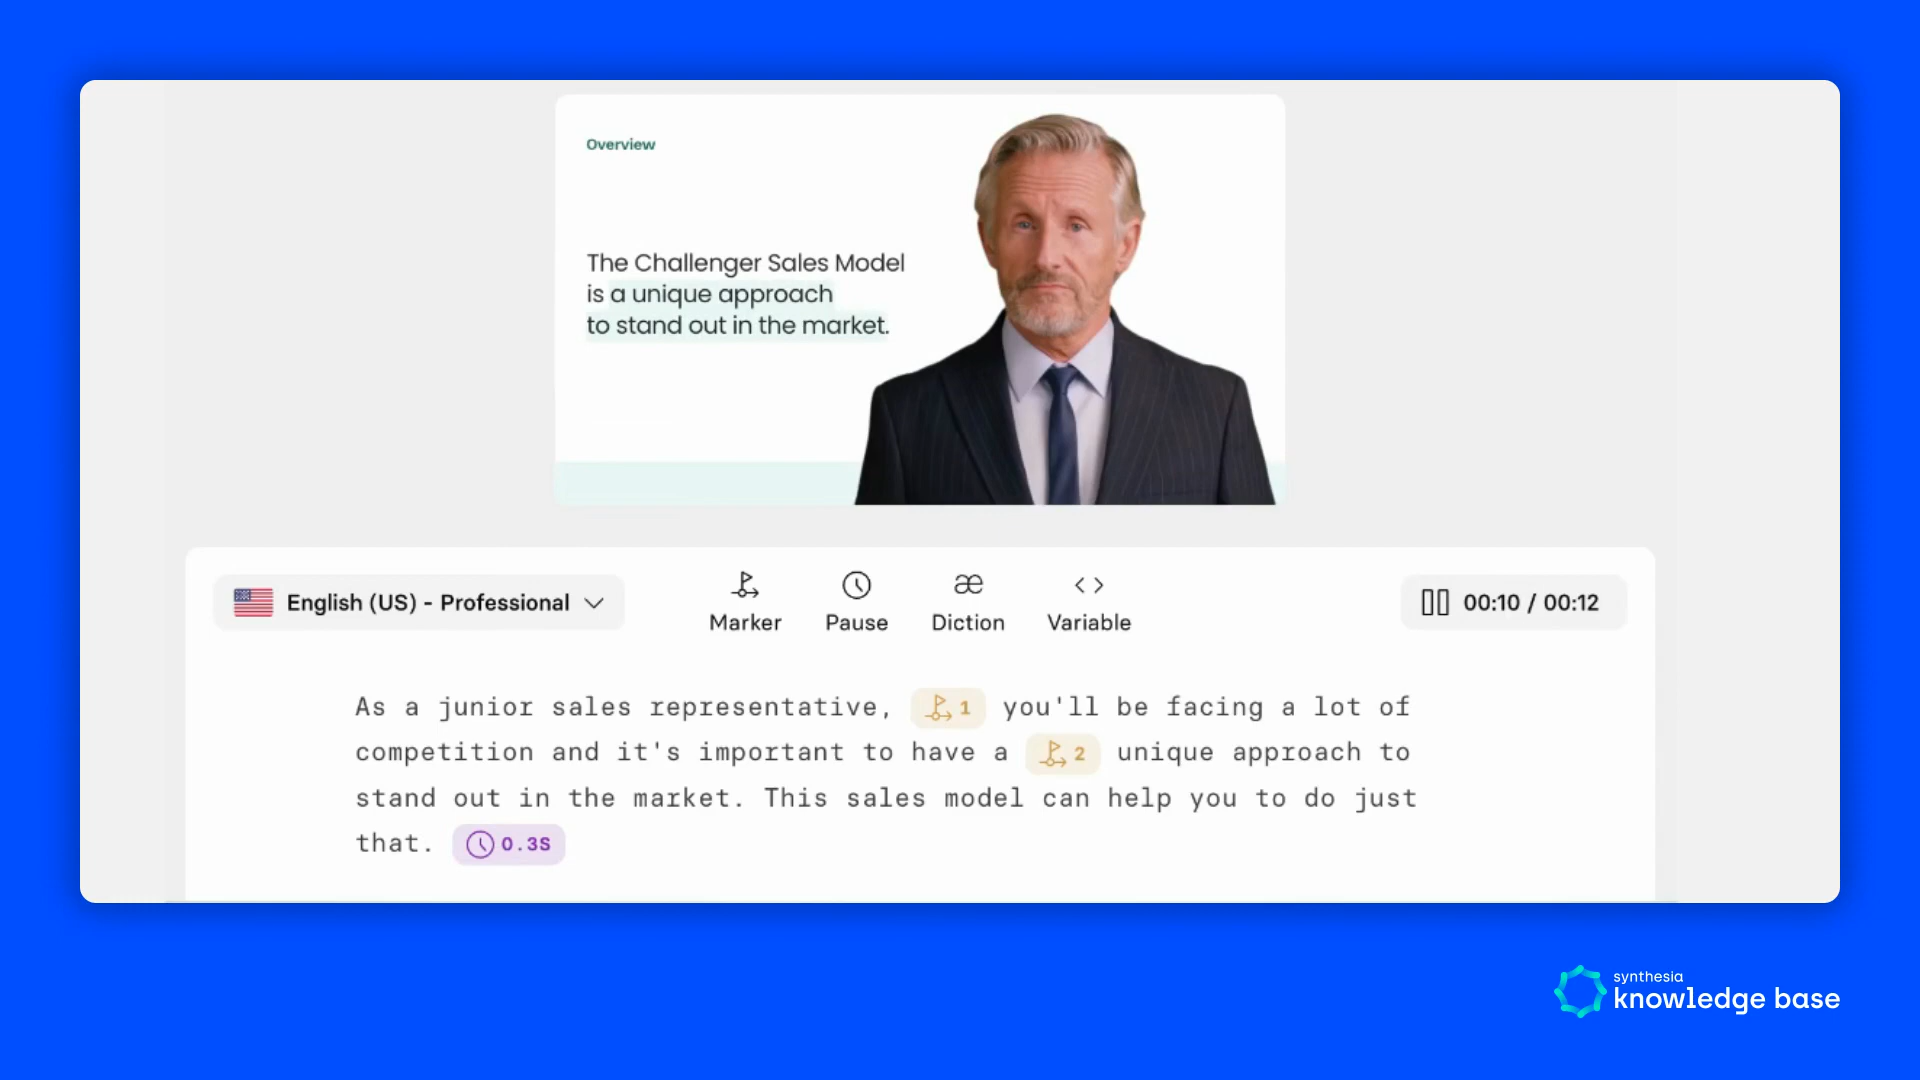 Overview
The Challenger Sales Model
is a unique approach
to stand out in the market.
English (US) - Professional
Marker
Pause
æ
Diction
< >
Variable
00:10 / 00:12
As a junior sales representative, 1 you'll be facing a lot of
competition and it's important to have a 2 unique approach to
stand out in the market. This sales model can help you to do just
that. 0.3S
synthesia
knowledge base